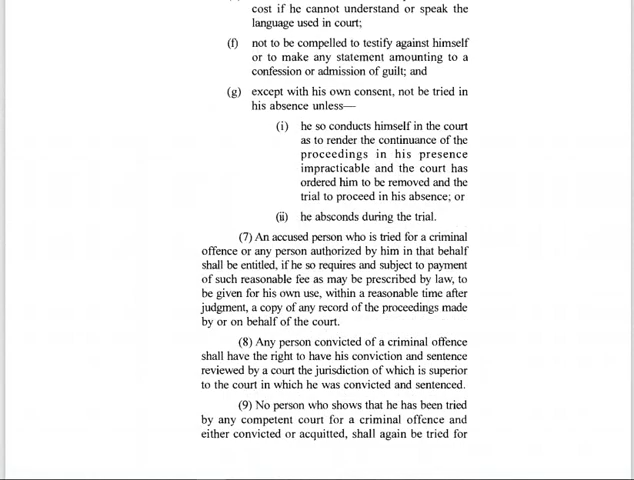 cost if he cannot understand or speak the
language used in court;
(f) not to be compelled to testify against himself
or to make any statement amounting to a
confession or admission of guilt; and
(g) except with his own consent, not be tried in
his absence unless—
(i) he so conducts himself in the court
as to render the continuance of the
proceedings in his presence
impracticable and the court has
ordered him to be removed and the
trial to proceed in his absence; or
(ii) he absconds during the trial.
(7) An accused person who is tried for a criminal
offence or any person authorized by him in that behalf
shall be entitled, if he so requires and subject to payment
of such reasonable fee as may be prescribed by law, to
be given for his own use, within a reasonable time after
judgment, a copy of any record of the proceedings made
by or on behalf of the court.
(8) Any person convicted of a criminal offence
shall have the right to have his conviction and sentence
reviewed by a court the jurisdiction of which is superior
to the court in which he was convicted and sentenced.
(9) No person who shows that he has been tried
by any competent court for a criminal offence and
either convicted or acquitted, shall again be tried for